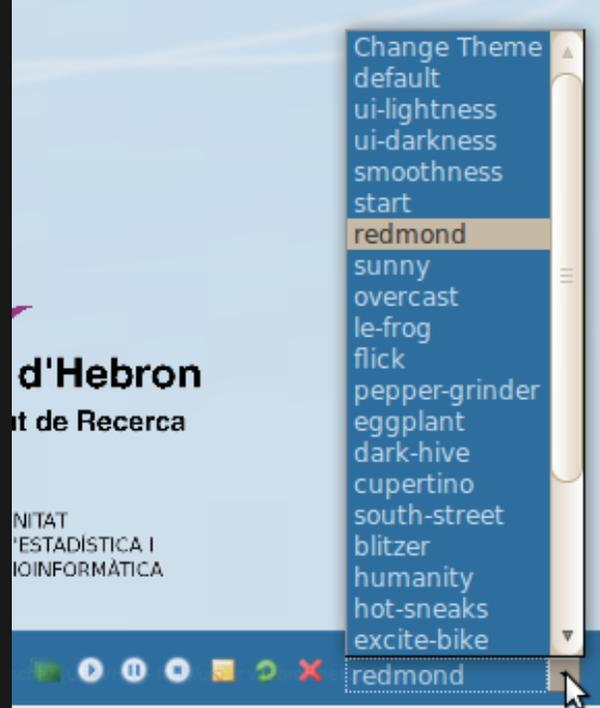 Change Theme
default
ui-lightness
ui-darkness
smoothness
start
redmond
sunny
overcast
le-frog
flick
pepper-grinder
eggplant
dark-hive
cupertino
south-street
blitzer
humanity
hot-sneaks
excite-bike
redmond
d'Hebron
ut de Recerca
NITAT
'ESTADÍSTICA I
IOINFORMÀTICA